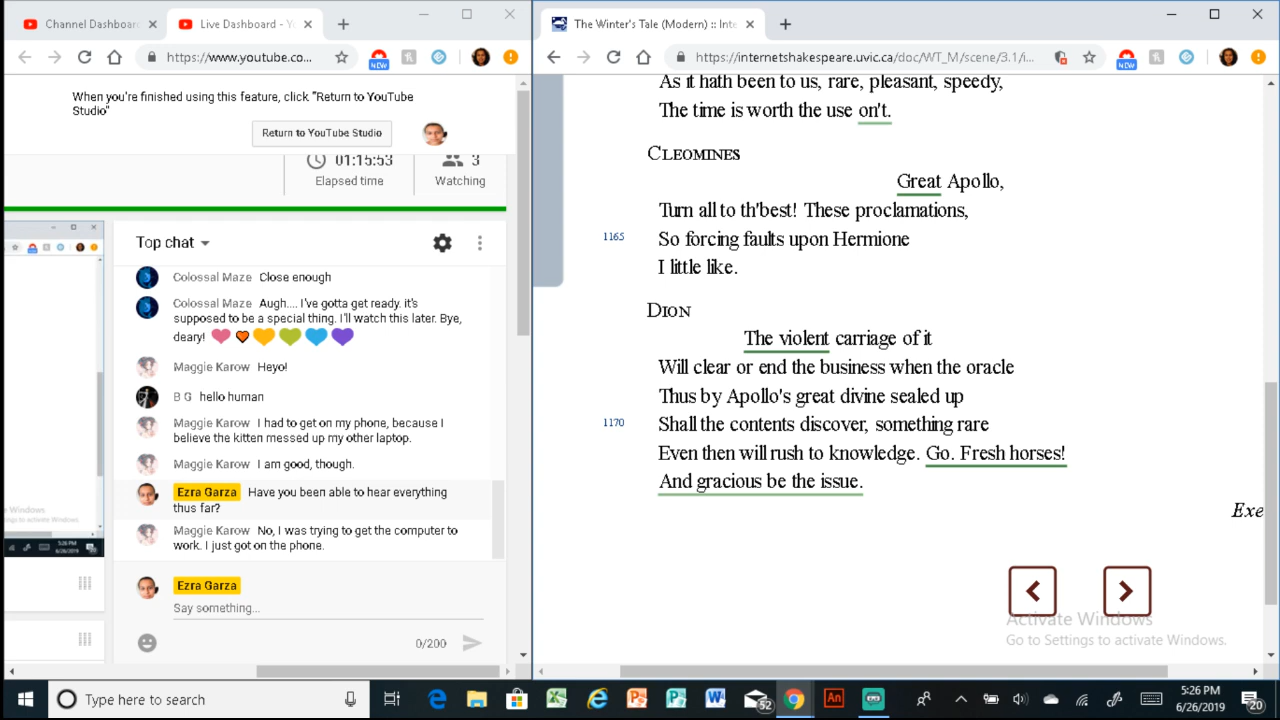 Channel Dashboard
Live Dashboard - Yo
https://www.youtube.co...
NEW
When you're finished using this feature, click "Return to YouTube
Studio"
Return to YouTube Studio
01:15:53
3
Elapsed time
Watching
Top chat
Colossal Maze Close enough
Colossal Maze Augh.... I've gotta get ready. it's
supposed to be a special thing. I'll watch this later. Bye,
deary!
Maggie Karow Heyo!
B G hello human
Maggie Karow I had to get on my phone, because I
believe the kitten messed up my other laptop.
Maggie Karow I am good, though.
Ezra Garza Have you been able to hear everything
thus far?
Maggie Karow No, I was trying to get the computer to
work. I just got on the phone.
Ezra Garza
Say something...
0/200
The Winter's Tale (Modern) :: Inte
https://internetshakespeare.uvic.ca/doc/WT_M/scene/3.1/i...
NEW
As it hath been to us, rare, pleasant, speedy,
The time is worth the use on't.
CLEOMINES
Great Apollo,
Turn all to th'best! These proclamations,
1165 So forcing faults upon Hermione
I little like.
DION
The violent carriage of it
Will clear or end the business when the oracle
Thus by Apollo's great divine sealed up
1170 Shall the contents discover, something rare
Even then will rush to knowledge. Go. Fresh horses!
And gracious be the issue.
Exe
Activate Windows
Go to Settings to activate Windows.
Type here to search
52
5:26 PM
6/26/2019
20